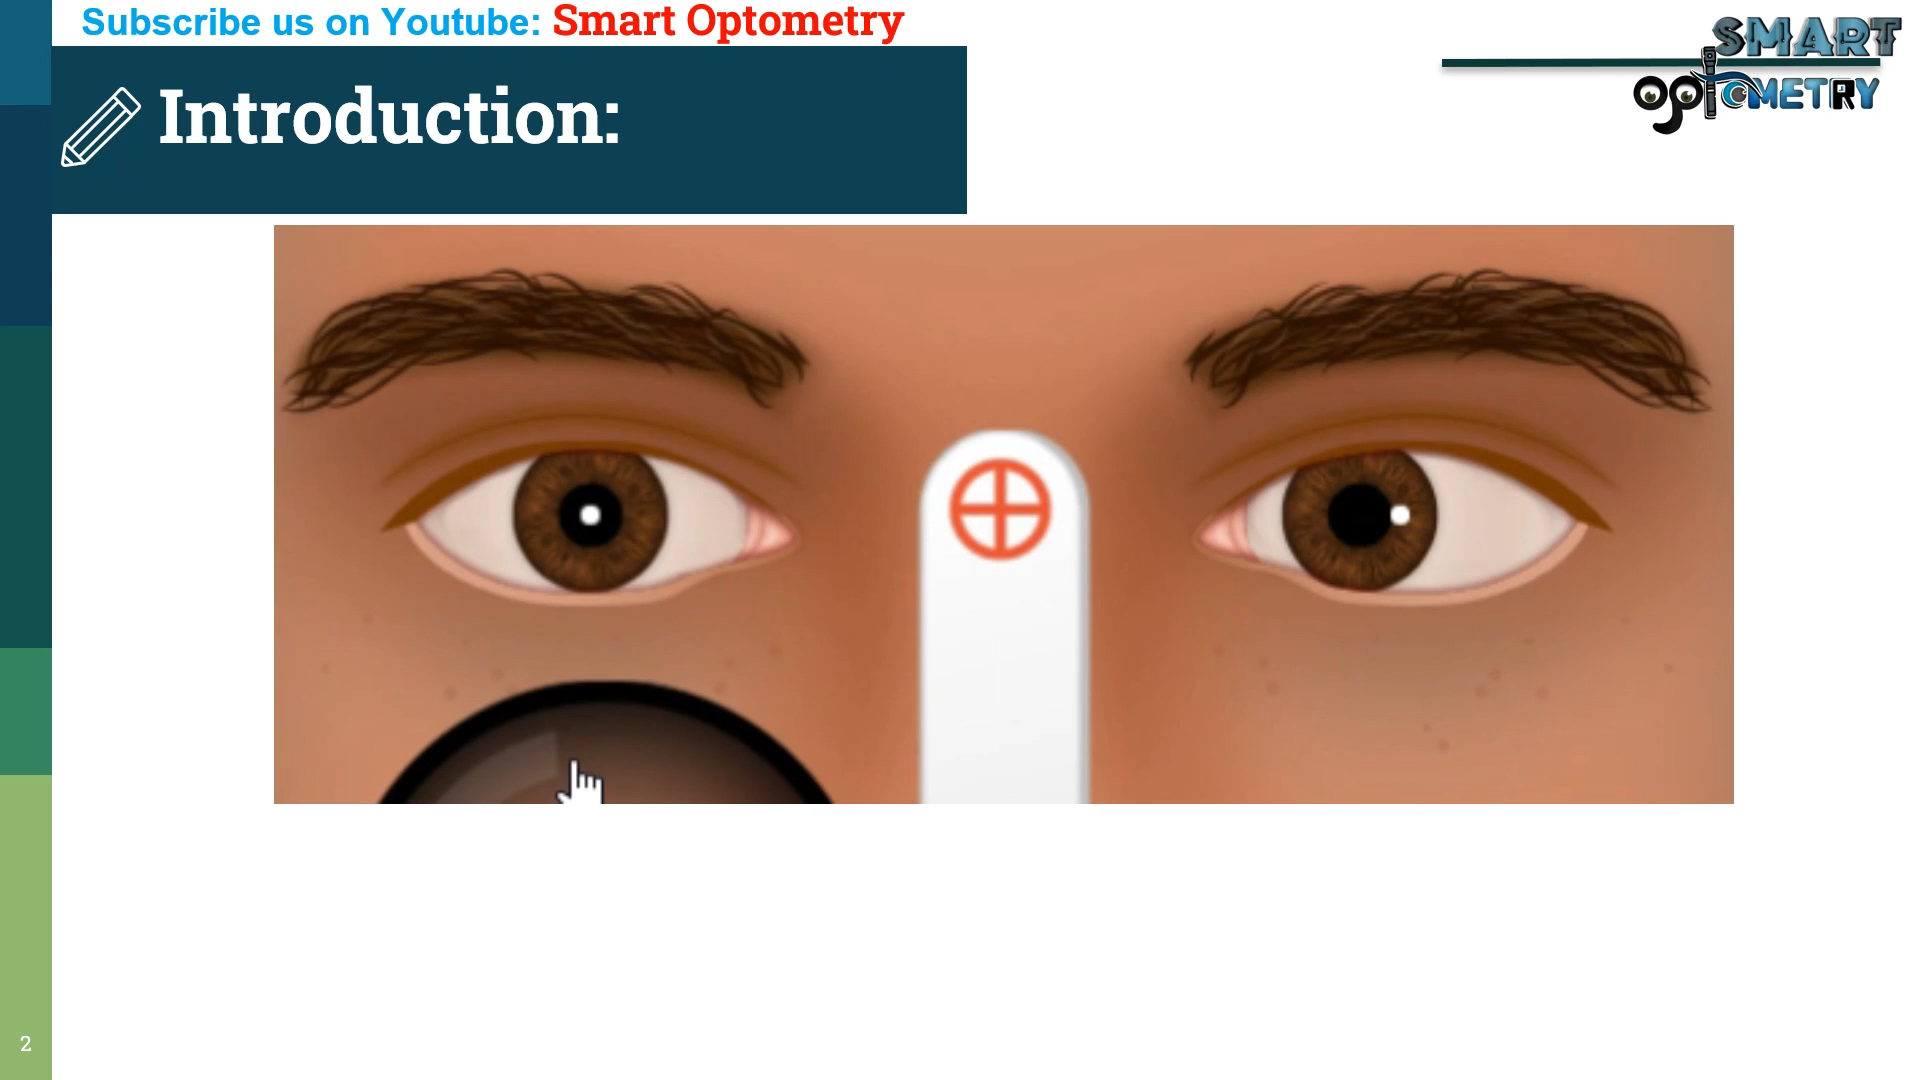 Subscribe us on Youtube: Smart Optometry
SMART
OptOMETRY
Introduction:
2